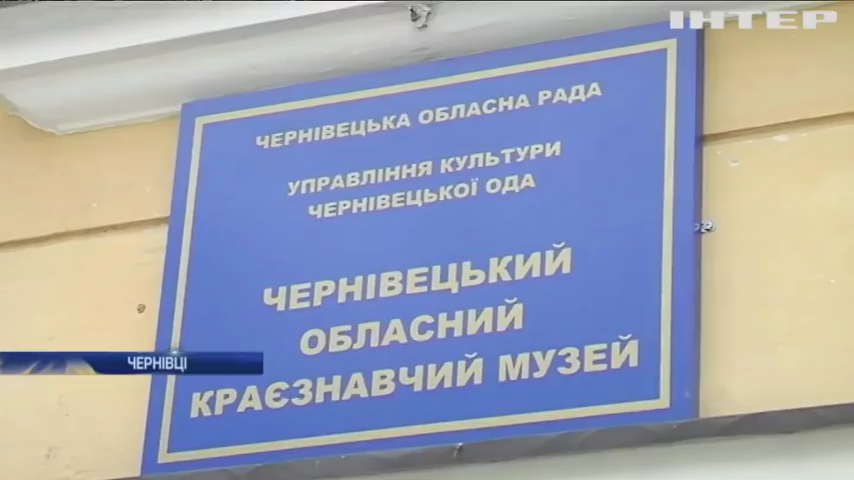 ІНТЕР
ЧЕРНІВЕЦЬКА ОБЛАСНА РАДА
УПРАВЛІННЯ КУЛЬТУРИ
ЧЕРНІВЕЦЬКОЇ ОДА
ЧЕРНІВЕЦЬКИЙ
ОБЛАСНИЙ
КРАЄЗНАВЧИЙ МУЗЕЙ
ЧЕРНІВЦІ